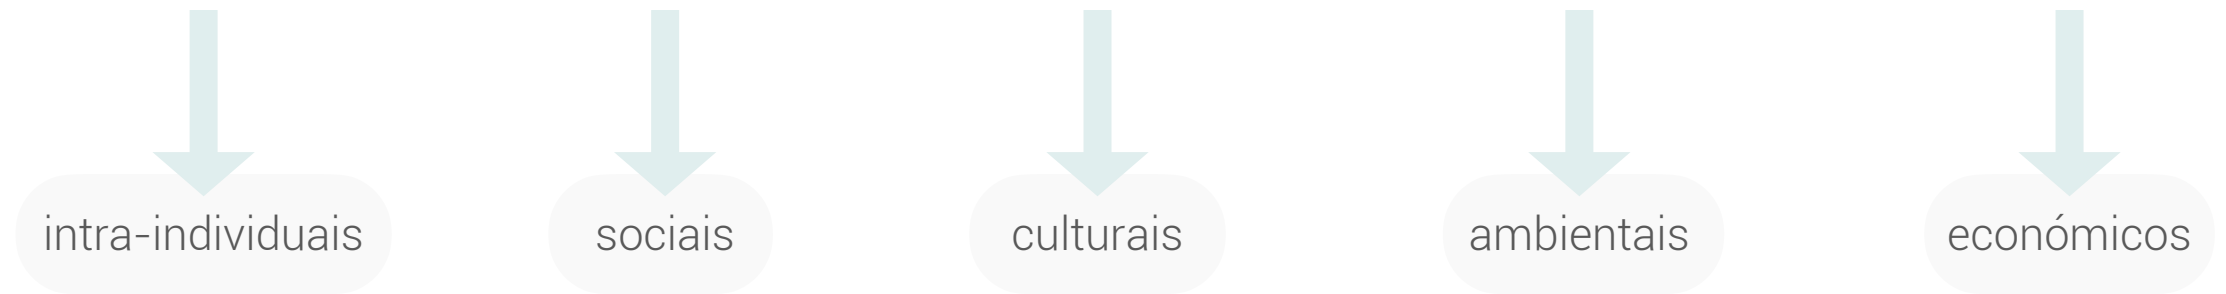 intra-individuais
sociais
culturais
ambientais
económicos